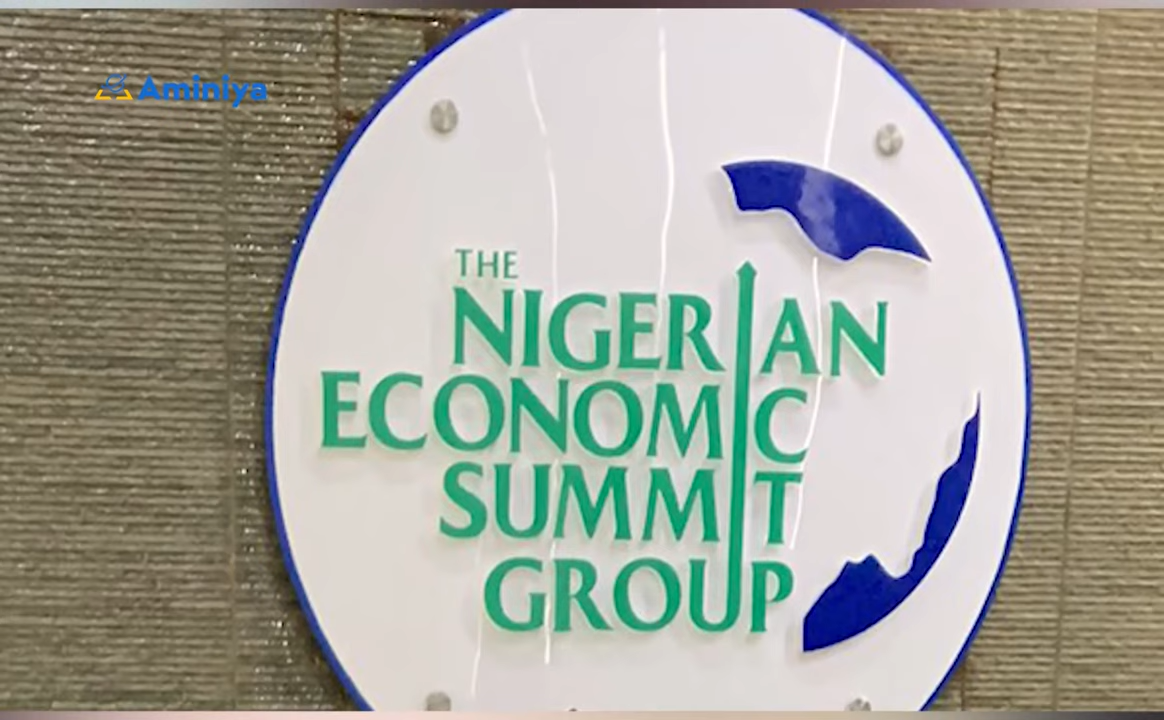 Aminiya
THE
NIGERIAN
ECONOMIC
SUMMIT
GROUP